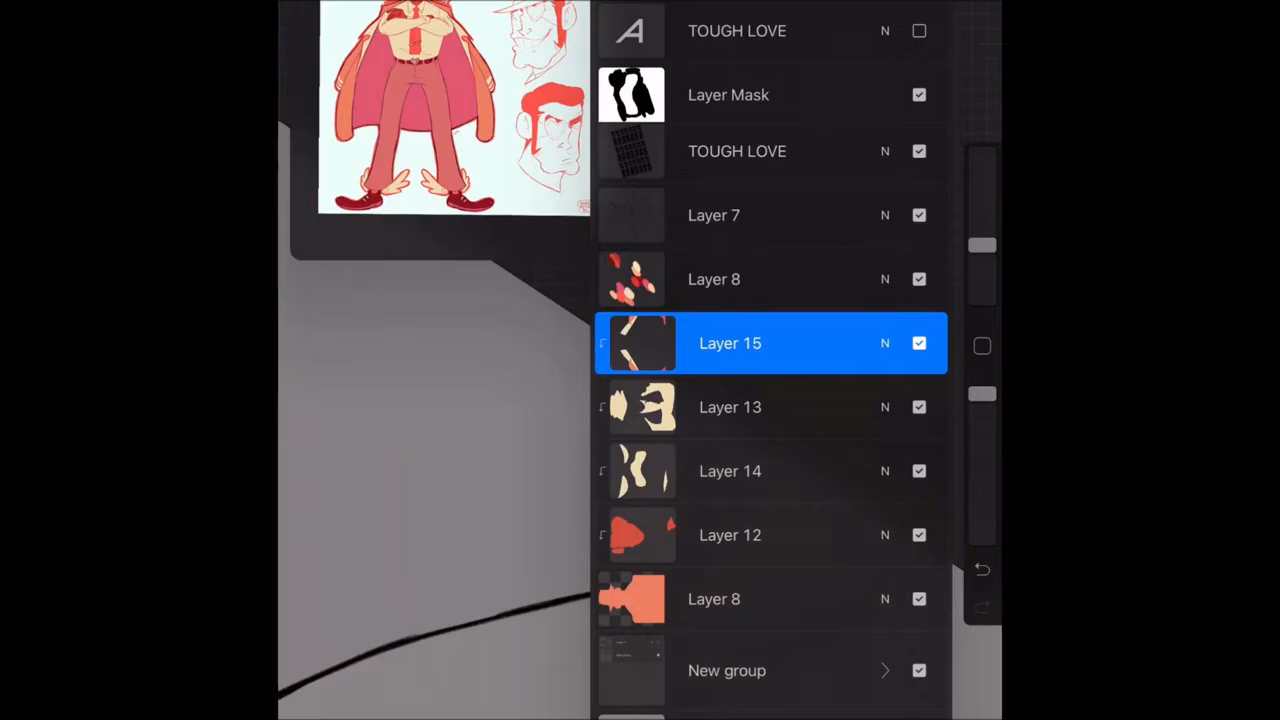 TOUGH LOVE N
Layer Mask
TOUGH LOVE N
Layer 7 N
Layer 8 N
Layer 15 N
Layer 13 N
Layer 14 N
Layer 12 N
Layer 8 N
New group